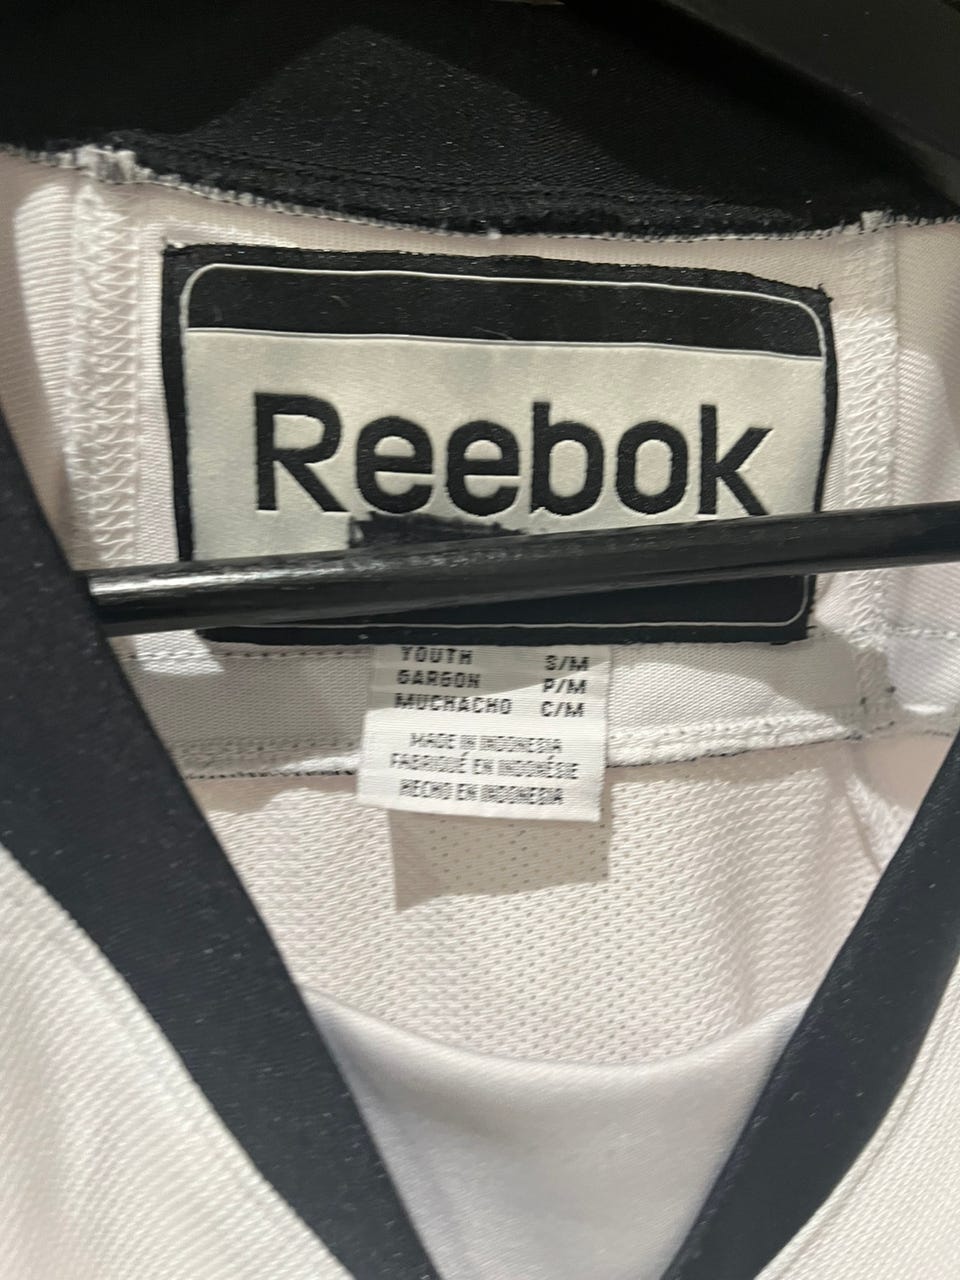 Reebok
YOUTH S/M
GARÇON P/M
MUCHACHO C/M
MADE IN INDONESIA
FABRIQUÉ EN INDONÉSIE
HECHO EN INDONESIA